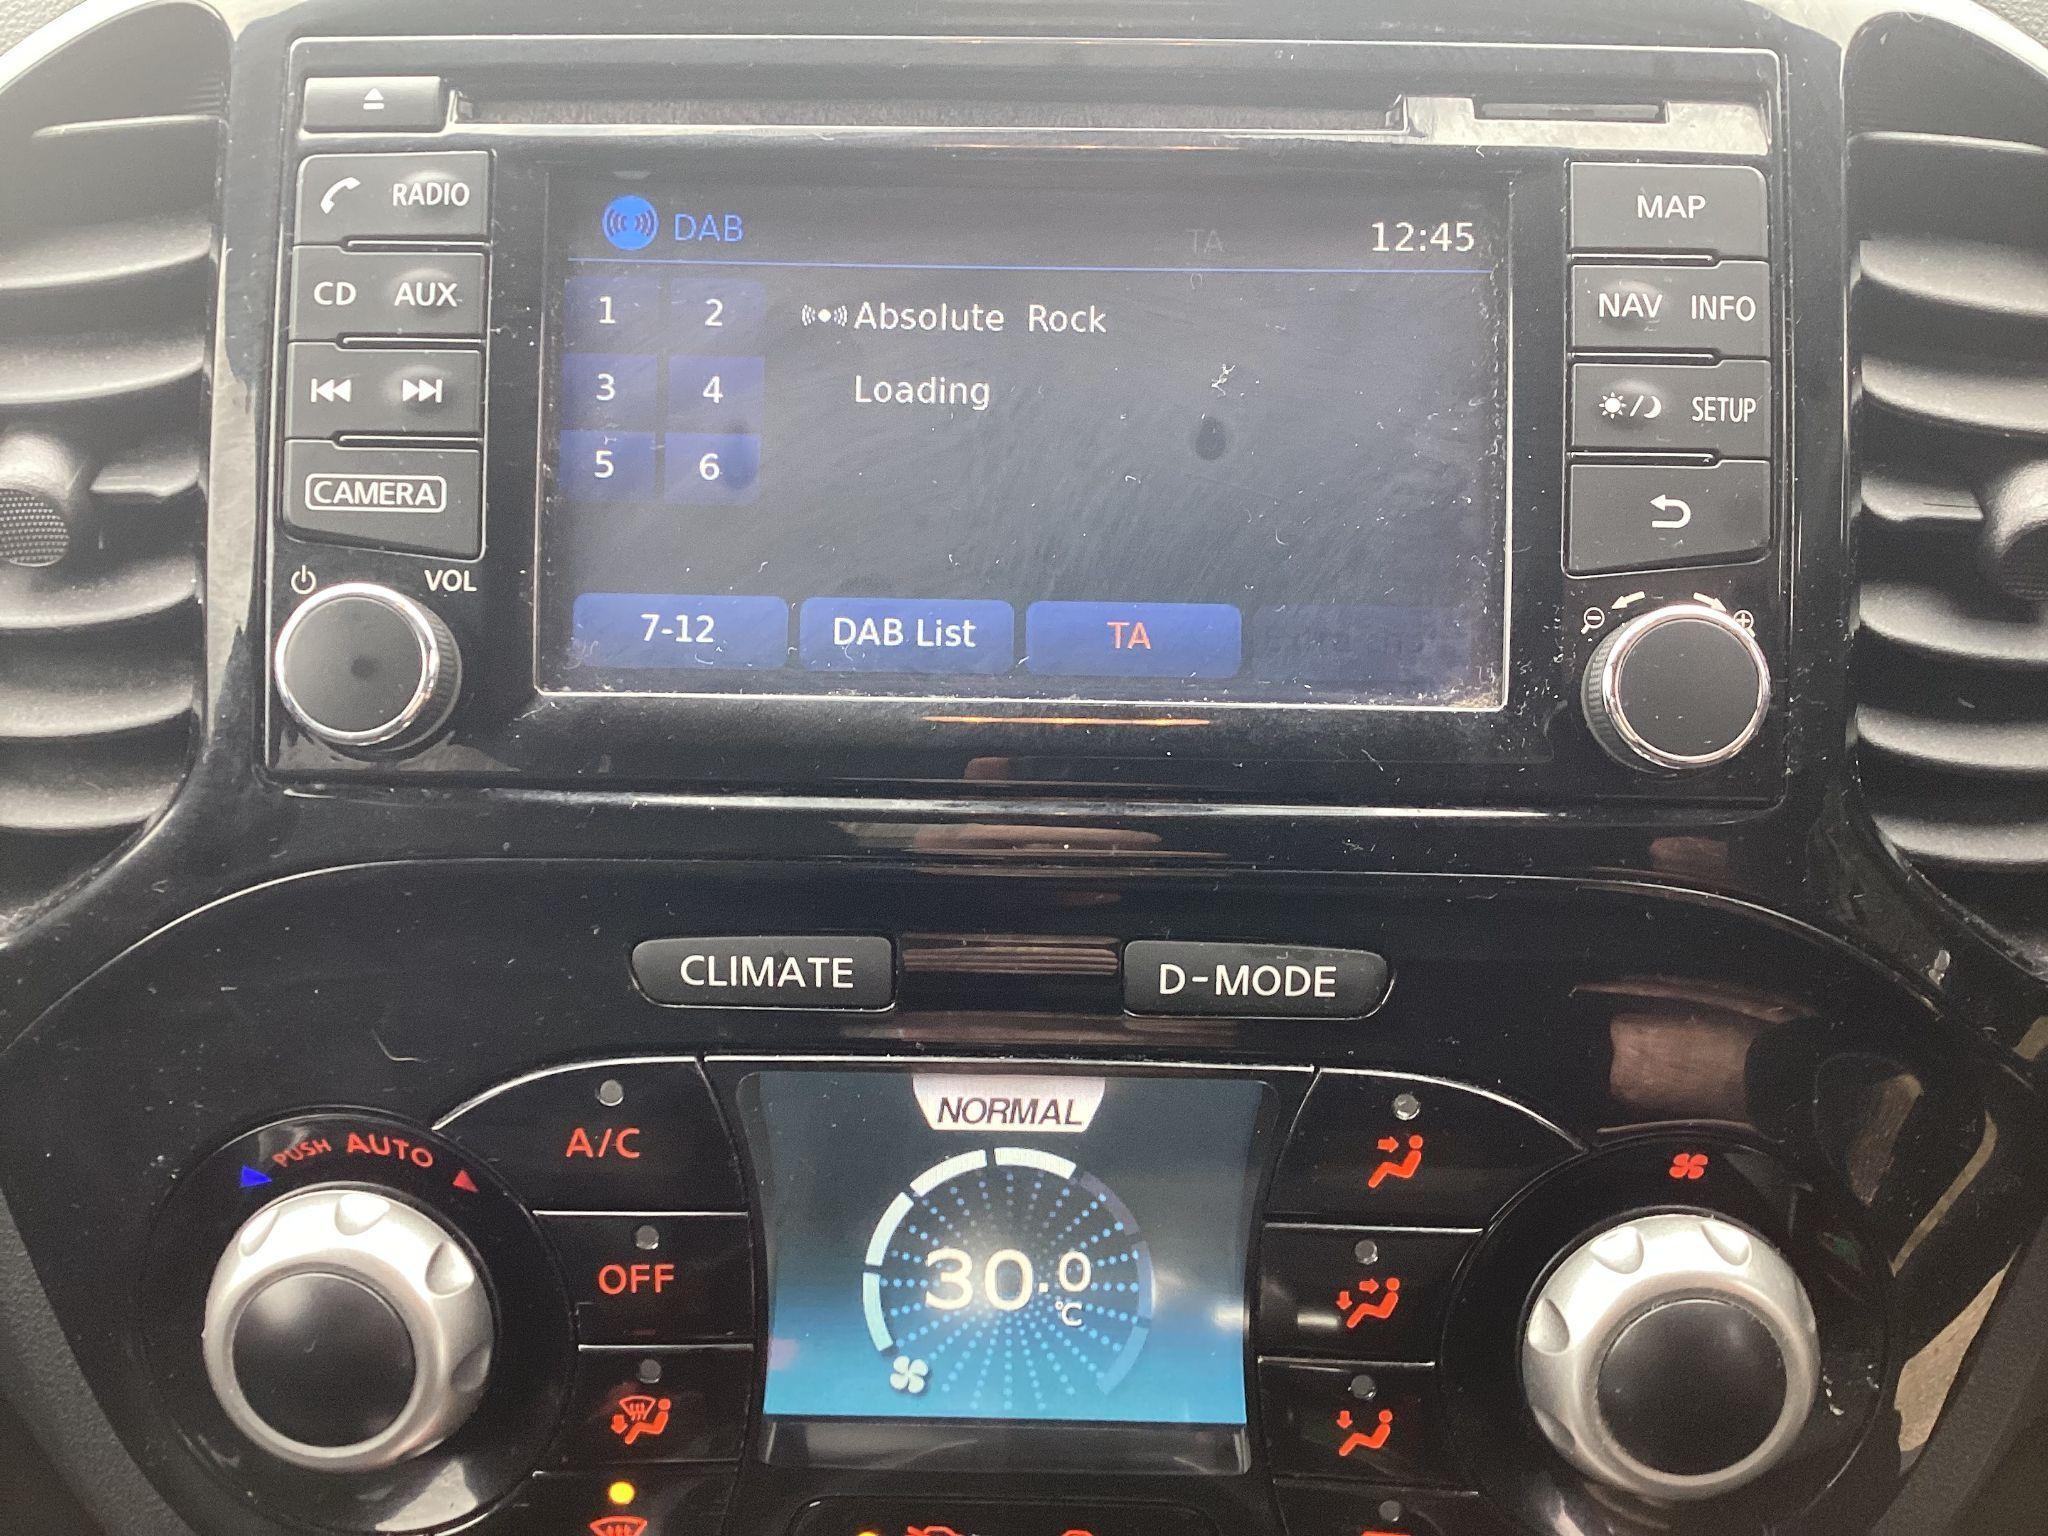 RADIO
CD AUX
CAMERA
VOL
DAB TA 12:45
1 2
3 4
5 6
Absolute Rock
Loading
7-12 DAB List TA
MAP
NAV INFO
SETUP
CLIMATE D-MODE
PUSH AUTO
A/C
OFF
NORMAL
30.0
°C